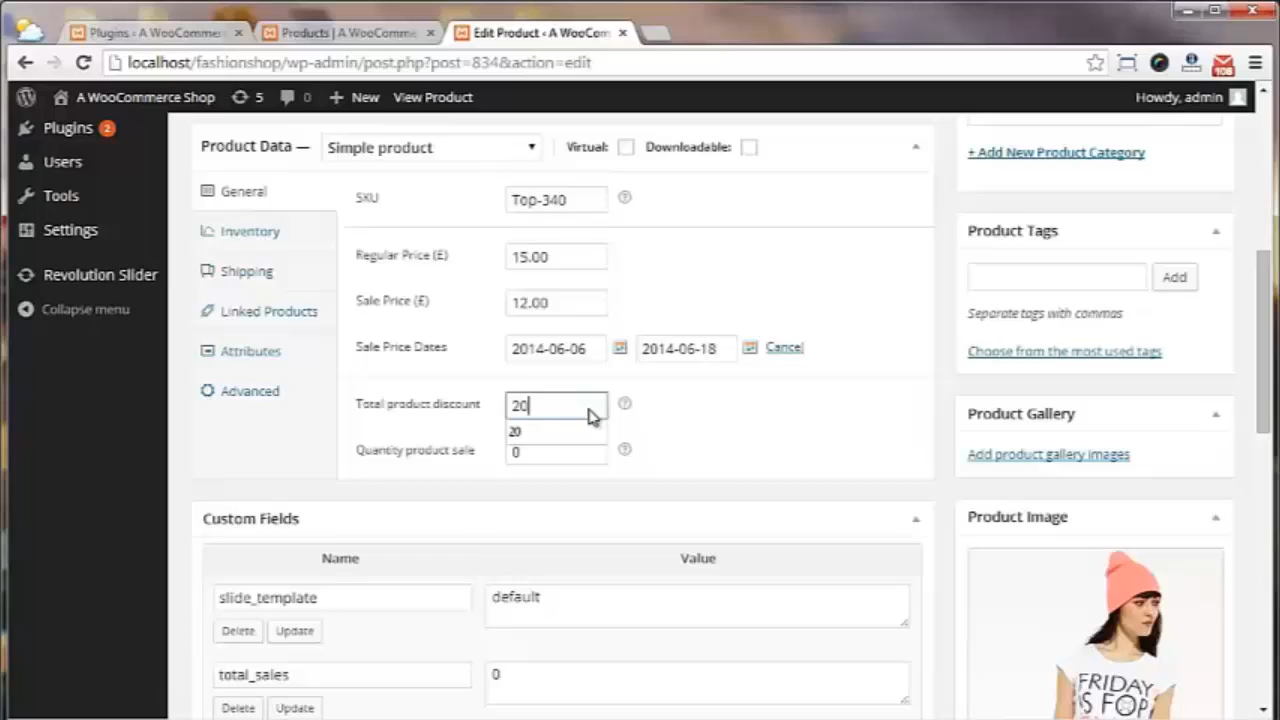 Plugins ‹ A WooCommer
Products | A WooComme
Edit Product ‹ A WooCom
localhost/fashionshop/wp-admin/post.php?post=834&action=edit
108
A WooCommerce Shop
5
0
New
View Product
Howdy, admin
Plugins 2
Users
Tools
Settings
Revolution Slider
Collapse menu
Product Data — Simple product Virtual: Downloadable:
General
Inventory
Shipping
Linked Products
Attributes
Advanced
SKU Top-340
Regular Price (£) 15.00
Sale Price (£) 12.00
Sale Price Dates 2014-06-06 2014-06-18 Cancel
Total product discount 20
20
Quantity product sale 0
Custom Fields
Name Value
slide_template default
Delete Update
total_sales 0
Delete Update
+ Add New Product Category
Product Tags
Add
Separate tags with commas
Choose from the most used tags
Product Gallery
Add product gallery images
Product Image
FRIDAY
IS FOR